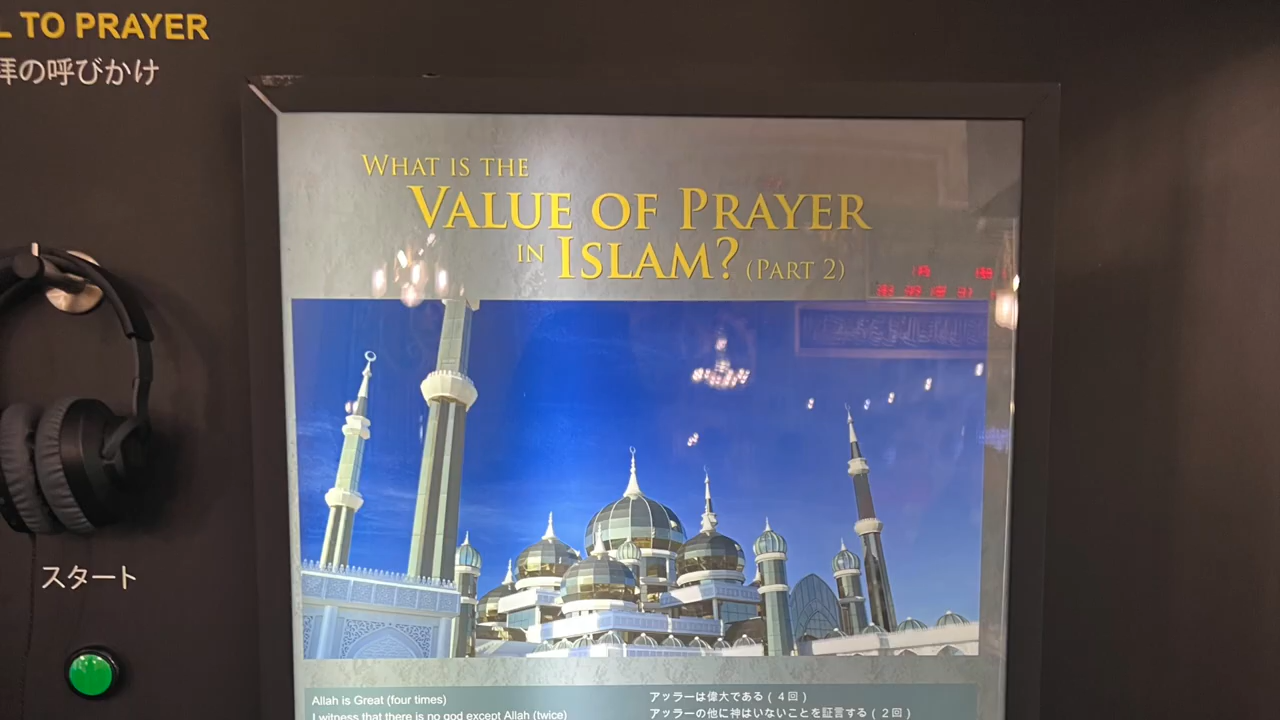 TO PRAYER
の呼びかけ
WHAT IS THE
VALUE OF PRAYER
IN ISLAM? (PART 2)
スタート
Allah is Great (four times)
I witness that there is no god except Allah (twice)
アッラーは偉大である ( 4 回 )
アッラーの他に神はいないことを証言する ( 2 回 )